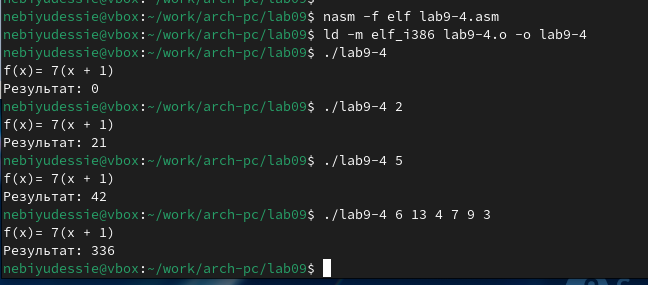 nebiyudessie@vbox:~/work/arch-pc/lab09$ nasm -f elf lab9-4.asm
nebiyudessie@vbox:~/work/arch-pc/lab09$ ld -m elf_i386 lab9-4.o -o lab9-4
nebiyudessie@vbox:~/work/arch-pc/lab09$ ./lab9-4
f(x)= 7(x + 1)
Результат: 0
nebiyudessie@vbox:~/work/arch-pc/lab09$ ./lab9-4 2
f(x)= 7(x + 1)
Результат: 21
nebiyudessie@vbox:~/work/arch-pc/lab09$ ./lab9-4 5
f(x)= 7(x + 1)
Результат: 42
nebiyudessie@vbox:~/work/arch-pc/lab09$ ./lab9-4 6 13 4 7 9 3
f(x)= 7(x + 1)
Результат: 336
nebiyudessie@vbox:~/work/arch-pc/lab09$